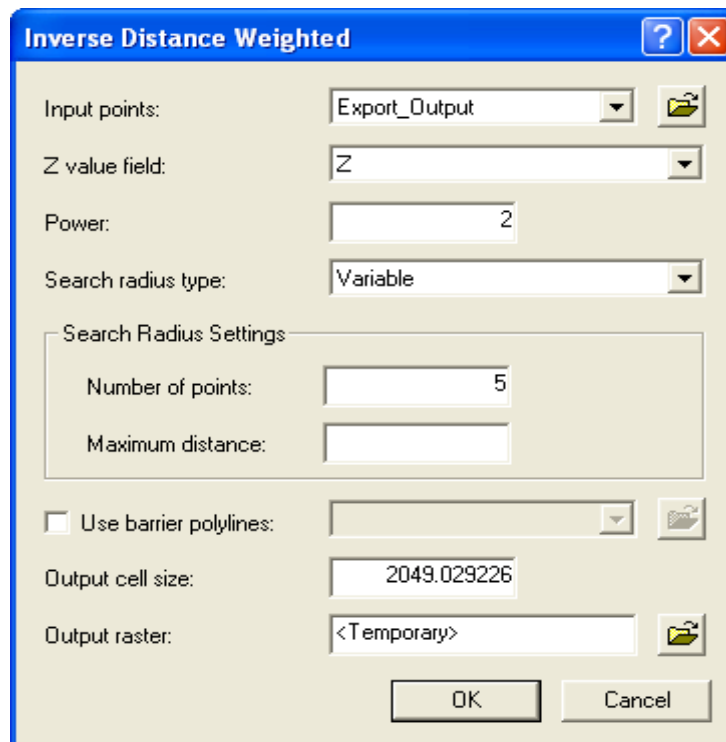 Inverse Distance Weighted
Input points: Export_Output
Z value field: Z
Power: 2
Search radius type: Variable
Search Radius Settings
Number of points: 5
Maximum distance:
Use barrier polylines:
Output cell size: 2049.029226
Output raster: <Temporary>
OK Cancel